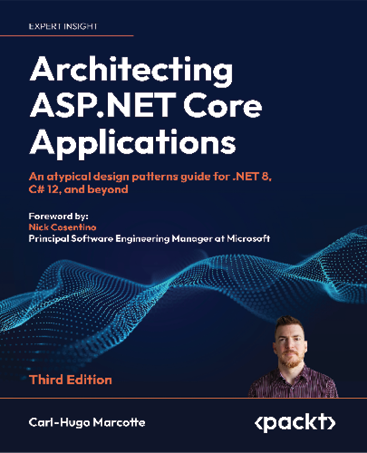 EXPERT INSIGHT
Architecting
ASP.NET Core
Applications
An atypical design patterns guide for .NET 8,
C# 12, and beyond
Foreword by:
Nick Cosentino
Principal Software Engineering Manager at Microsoft
Third Edition
Carl-Hugo Marcotte
<packt>